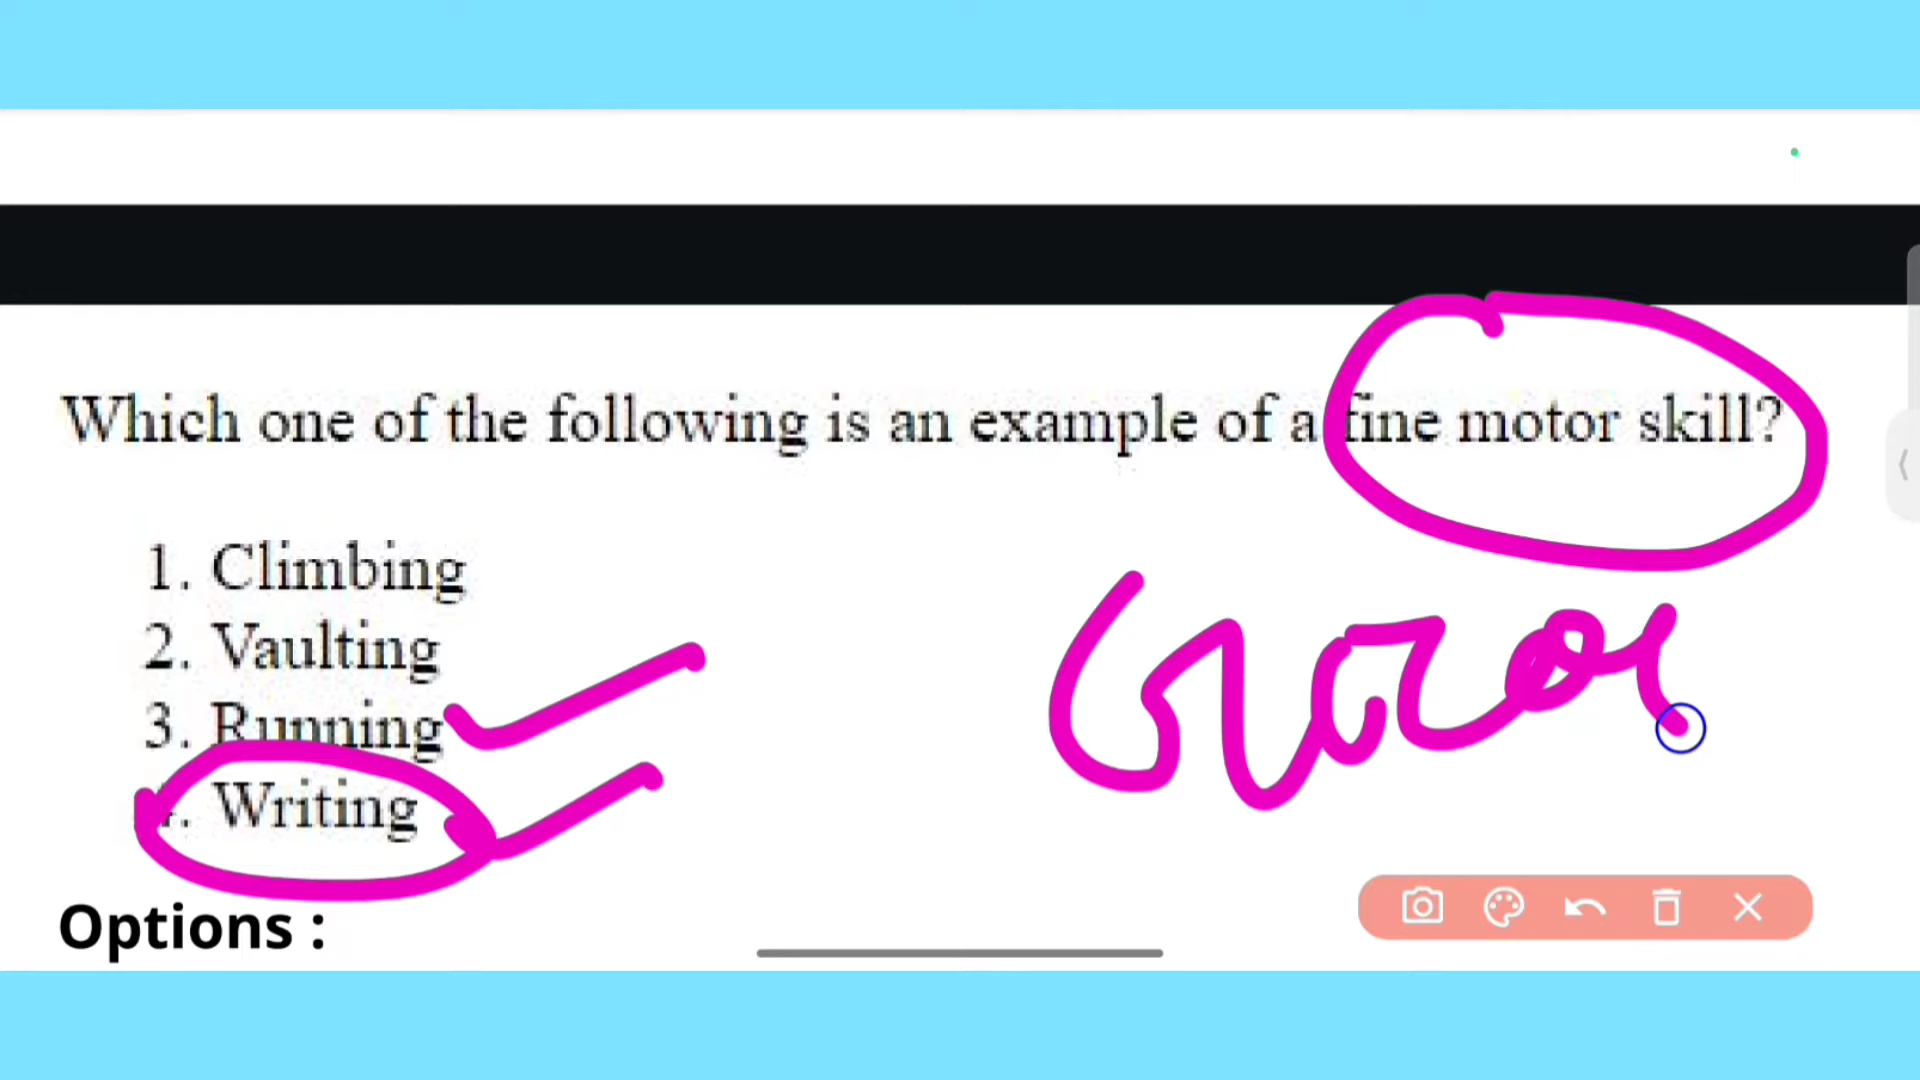 Which one of the following is an example of a fine motor skill?
1. Climbing
2. Vaulting
3. Running
4. Writing
Options :